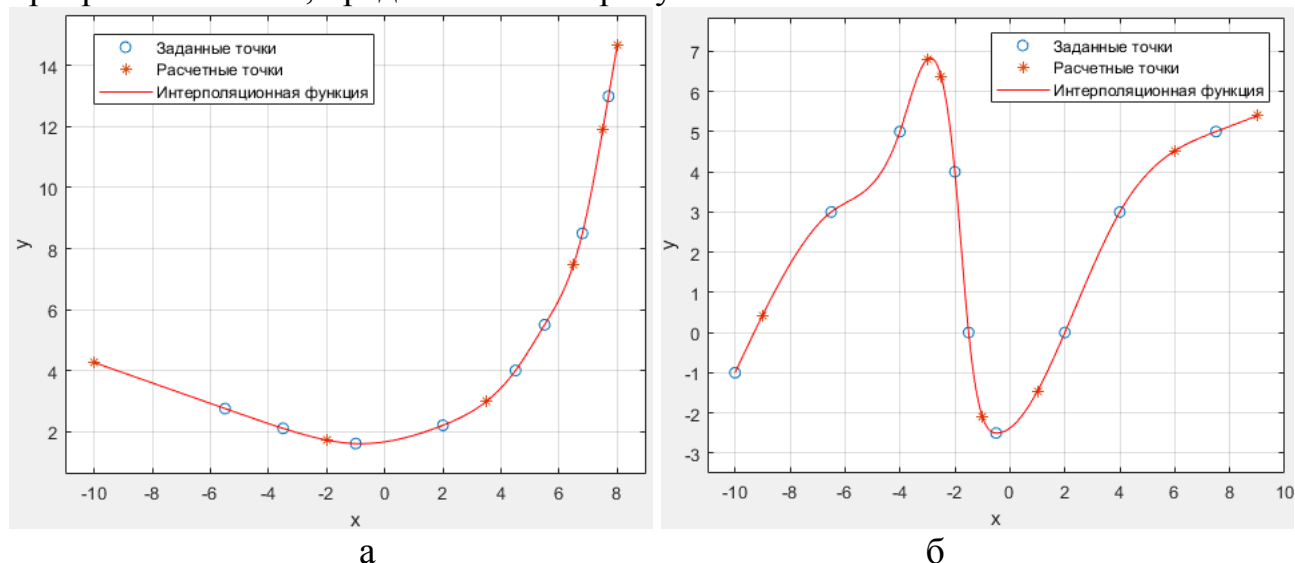 Заданные точки
Расчетные точки
Интерполяционная функция
14
12
10
8
6
4
2
y
-10 -8 -6 -4 -2 0 2 4 6 8
x
а
Заданные точки
Расчетные точки
Интерполяционная функция
7
6
5
4
3
2
1
0
-1
-2
-3
y
-10 -8 -6 -4 -2 0 2 4 6 8 10
x
б